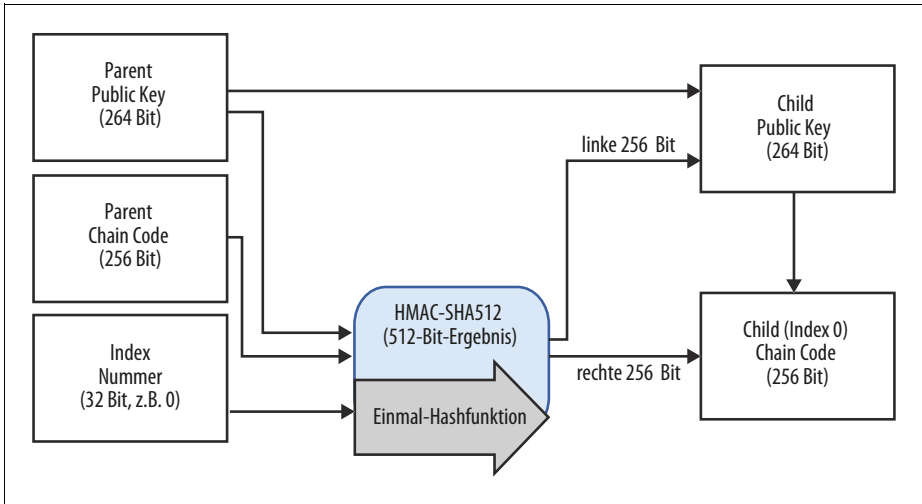 Parent
Public Key
(264 Bit)
Parent
Chain Code
(256 Bit)
Index
Nummer
(32 Bit, z.B. 0)
HMAC-SHA512
(512-Bit-Ergebnis)
Einmal-Hashfunktion
linke 256 Bit
rechte 256 Bit
Child
Public Key
(264 Bit)
Child (Index 0)
Chain Code
(256 Bit)